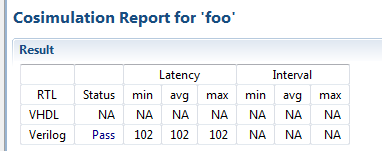 Cosimulation Report for 'foo'
Result
Latency Interval
RTL Status min avg max min avg max
VHDL NA NA NA NA NA NA NA
Verilog Pass 102 102 102 NA NA NA